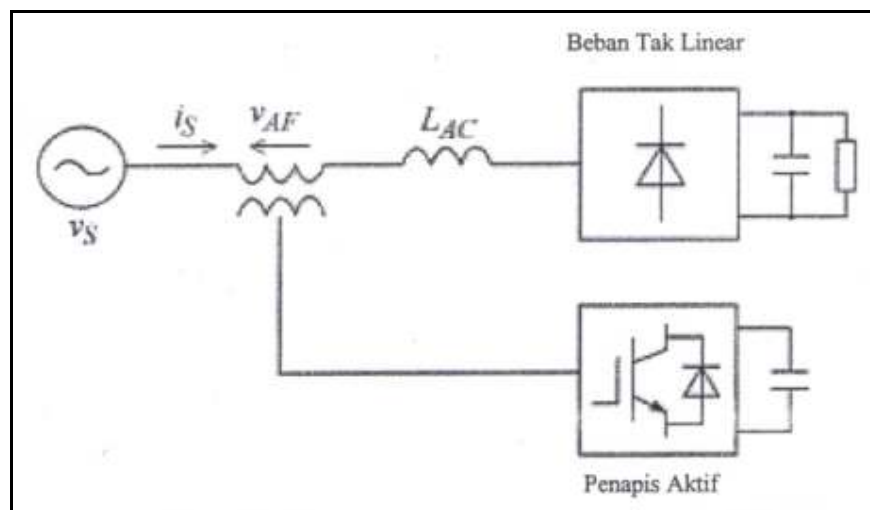 Beban Tak Linear
i_S
v_AF
L_AC
v_S
Penapis Aktif